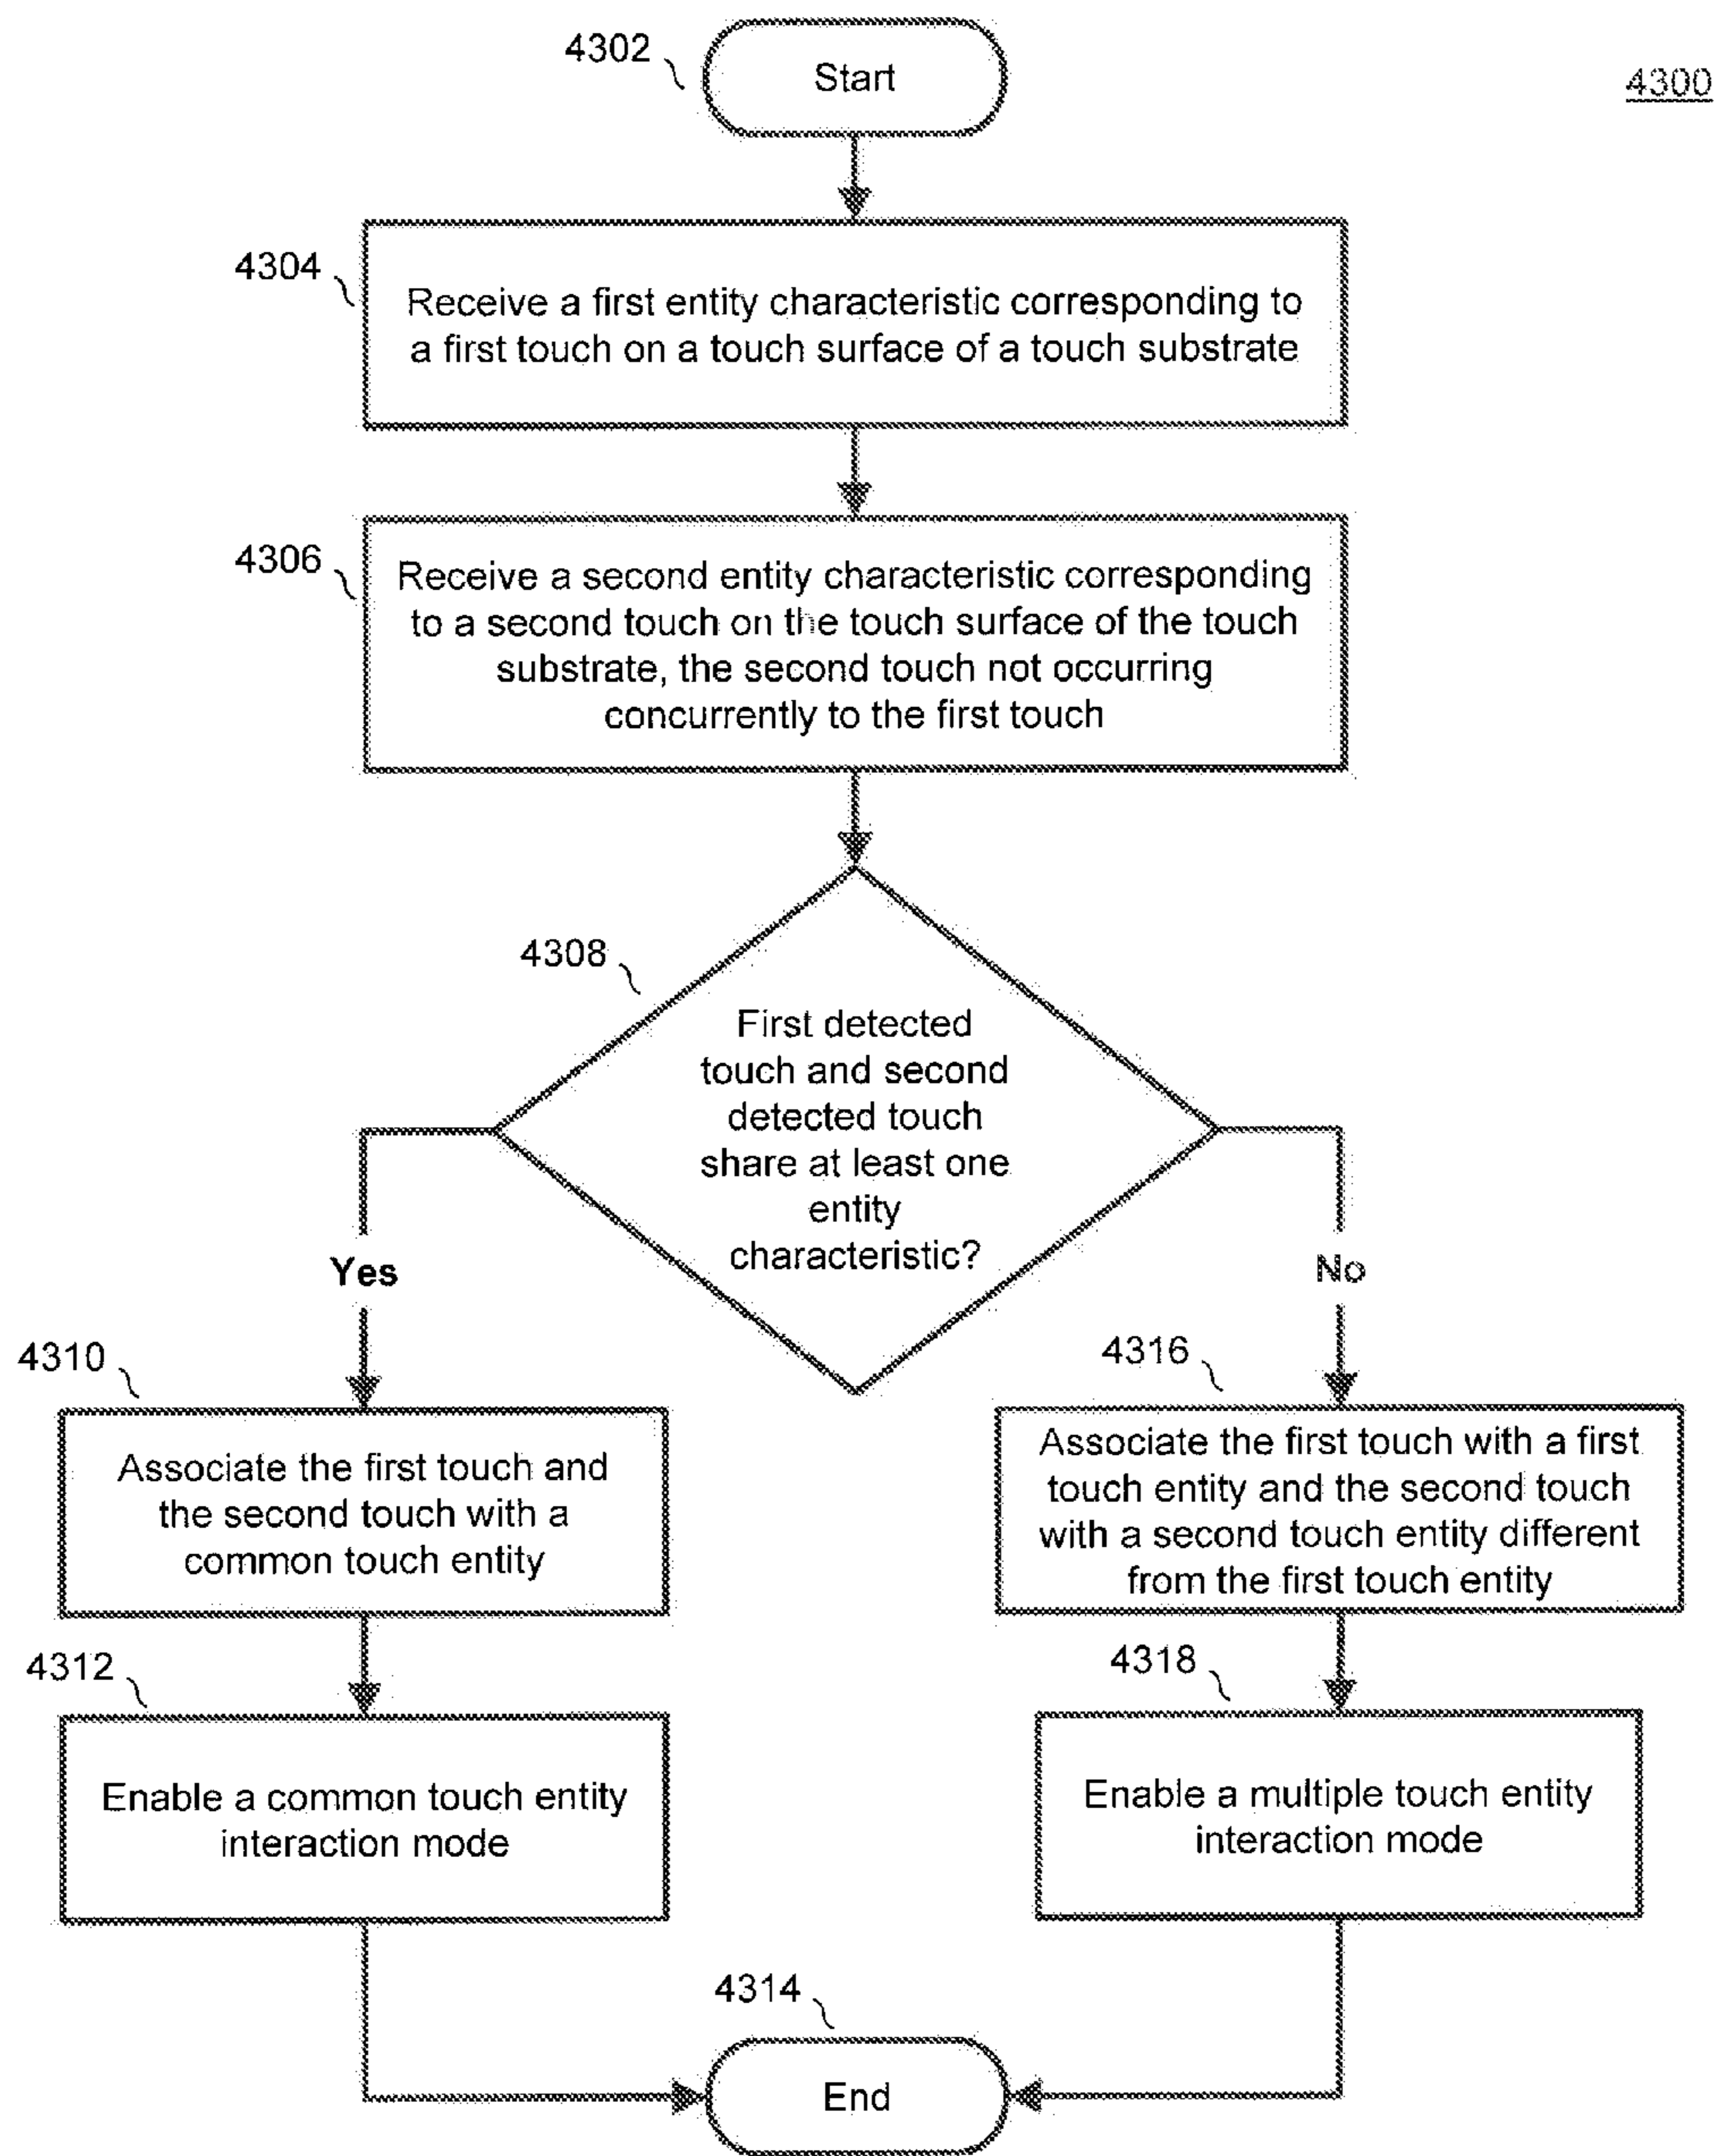 4302
Start
4300
4304
Receive a first entity characteristic corresponding to
a first touch on a touch surface of a touch substrate
4306
Receive a second entity characteristic corresponding
to a second touch on the touch surface of the touch
substrate, the second touch not occurring
concurrently to the first touch
4308
First detected
touch and second
detected touch
share at least one
entity
characteristic?
Yes
No
4310
Associate the first touch and
the second touch with a
common touch entity
4316
Associate the first touch with a first
touch entity and the second touch
with a second touch entity different
from the first touch entity
4312
Enable a common touch entity
interaction mode
4318
Enable a multiple touch entity
interaction mode
4314
End